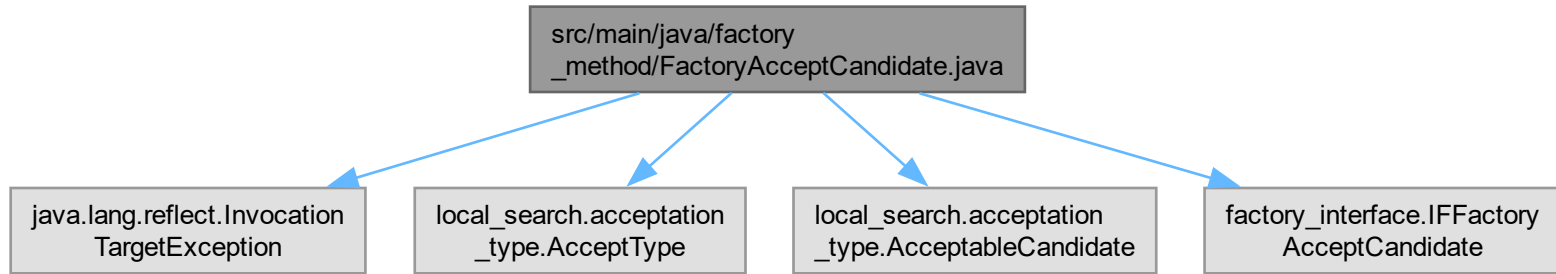 src/main/java/factory
_method/FactoryAcceptCandidate.java
java.lang.reflect.Invocation
TargetException
local_search.acceptation
_type.AcceptType
local_search.acceptation
_type.AcceptableCandidate
factory_interface.IFFactory
AcceptCandidate